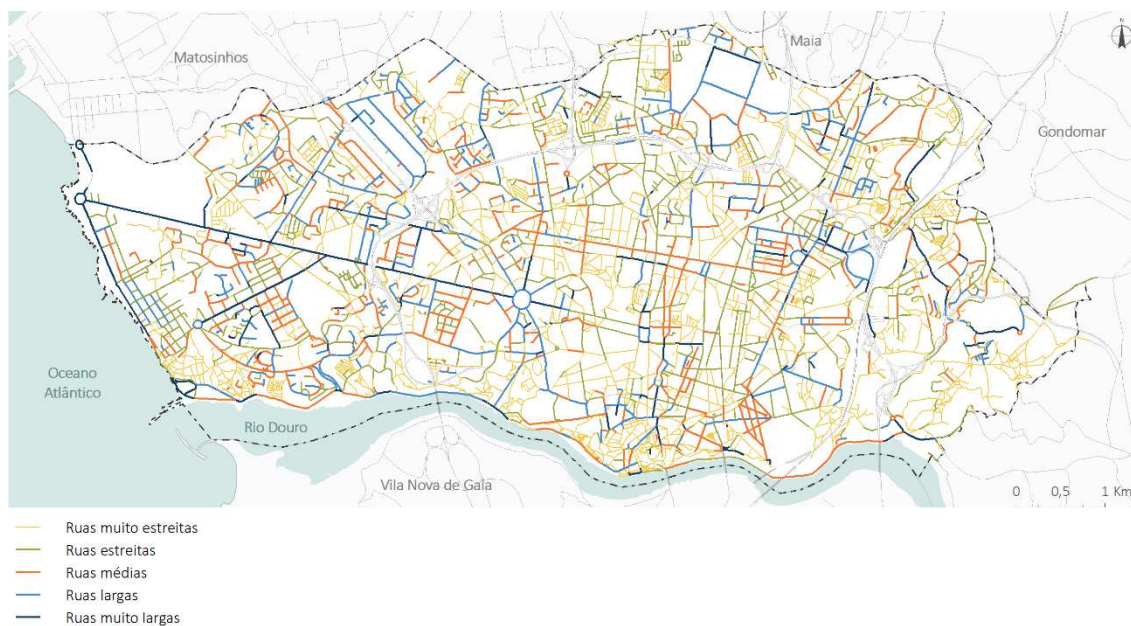 N
Matosinhos
Maia
Gondomar
Oceano
Atlântico
Rio Douro
Vila Nova de Gaia
0 0,5 1 Km
Ruas muito estreitas
Ruas estreitas
Ruas médias
Ruas largas
Ruas muito largas